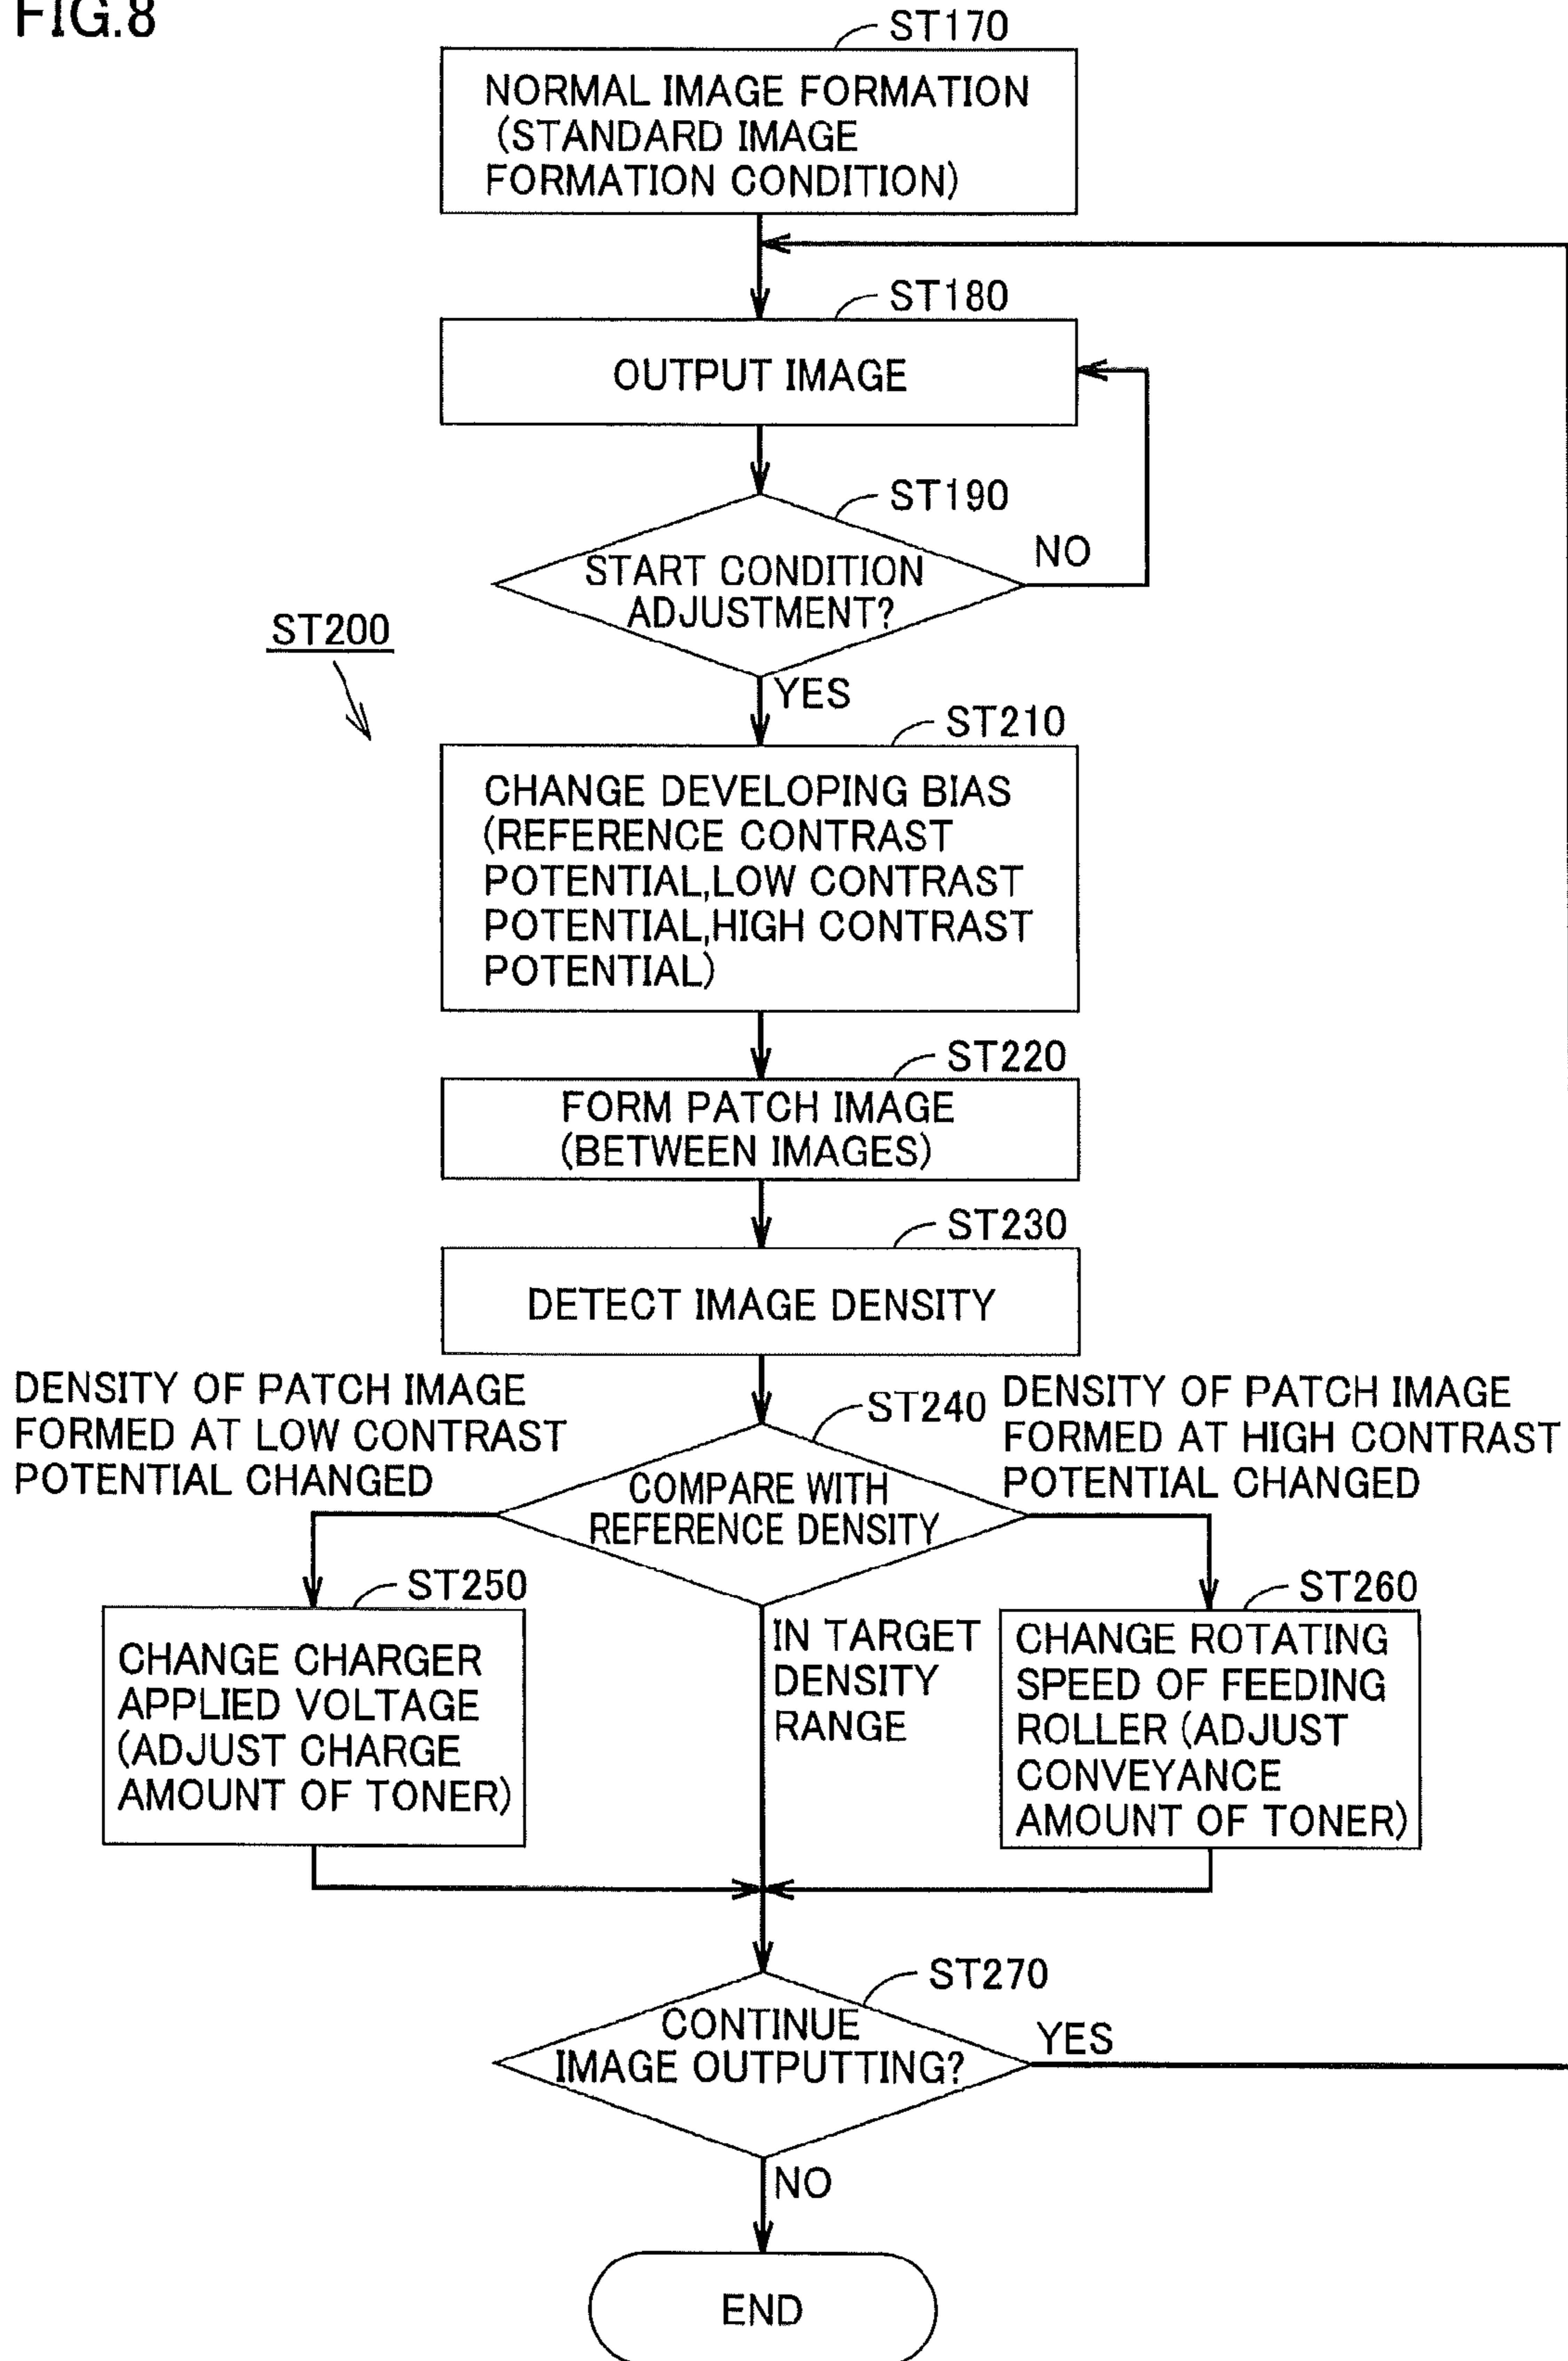 FIG.8
ST170
NORMAL IMAGE FORMATION
(STANDARD IMAGE
FORMATION CONDITION)
ST180
OUTPUT IMAGE
ST190
START CONDITION
ADJUSTMENT?
NO
ST200
YES
ST210
CHANGE DEVELOPING BIAS
(REFERENCE CONTRAST
POTENTIAL,LOW CONTRAST
POTENTIAL,HIGH CONTRAST
POTENTIAL)
ST220
FORM PATCH IMAGE
(BETWEEN IMAGES)
ST230
DETECT IMAGE DENSITY
DENSITY OF PATCH IMAGE
FORMED AT LOW CONTRAST
POTENTIAL CHANGED
ST240
COMPARE WITH
REFERENCE DENSITY
DENSITY OF PATCH IMAGE
FORMED AT HIGH CONTRAST
POTENTIAL CHANGED
ST250
CHANGE CHARGER
APPLIED VOLTAGE
(ADJUST CHARGE
AMOUNT OF TONER)
IN TARGET
DENSITY
RANGE
ST260
CHANGE ROTATING
SPEED OF FEEDING
ROLLER (ADJUST
CONVEYANCE
AMOUNT OF TONER)
ST270
CONTINUE
IMAGE OUTPUTTING?
YES
NO
END